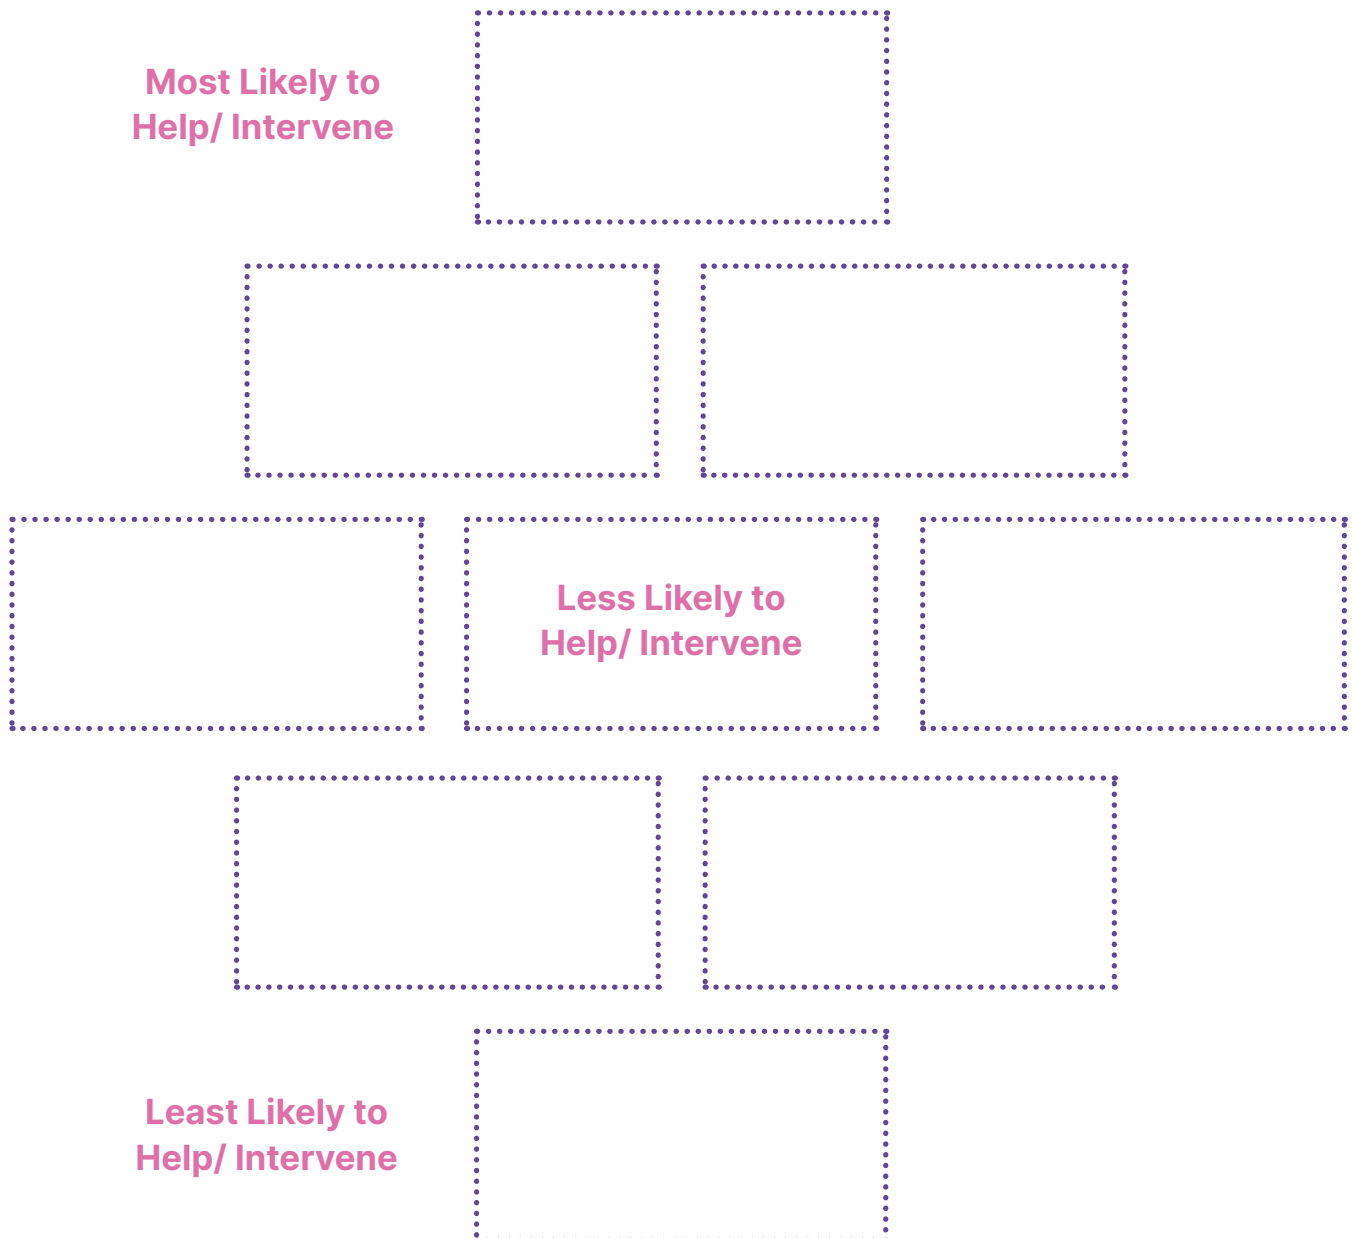 Most Likely to
Help/ Intervene
Less Likely to
Help/ Intervene
Least Likely to
Help/ Intervene